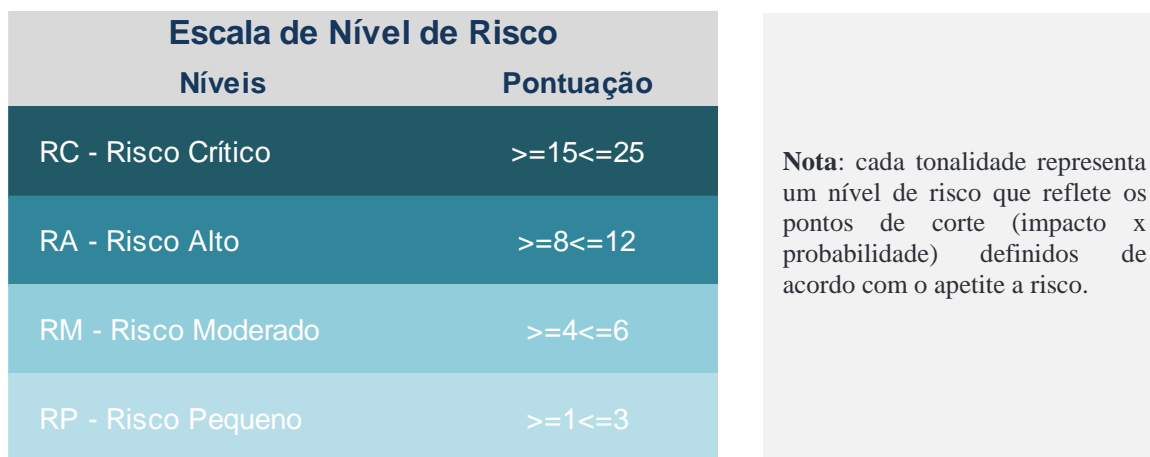 Escala de Nível de Risco
Níveis Pontuação
RC - Risco Crítico >=15<=25
RA - Risco Alto >=8<=12
RM - Risco Moderado >=4<=6
RP - Risco Pequeno >=1<=3
Nota: cada tonalidade representa
um nível de risco que reflete os
pontos de corte (impacto x
probabilidade) definidos de
acordo com o apetite a risco.